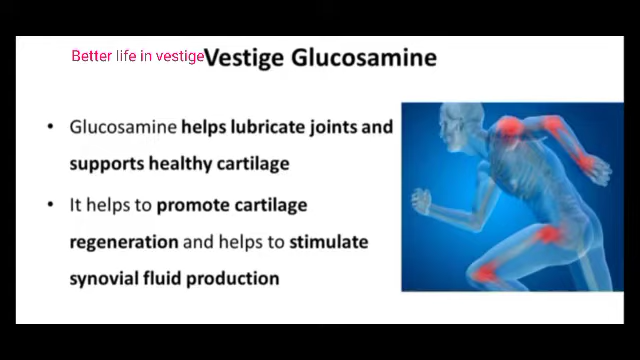 Better life in vestige Vestige Glucosamine
• Glucosamine helps lubricate joints and
supports healthy cartilage
• It helps to promote cartilage
regeneration and helps to stimulate
synovial fluid production